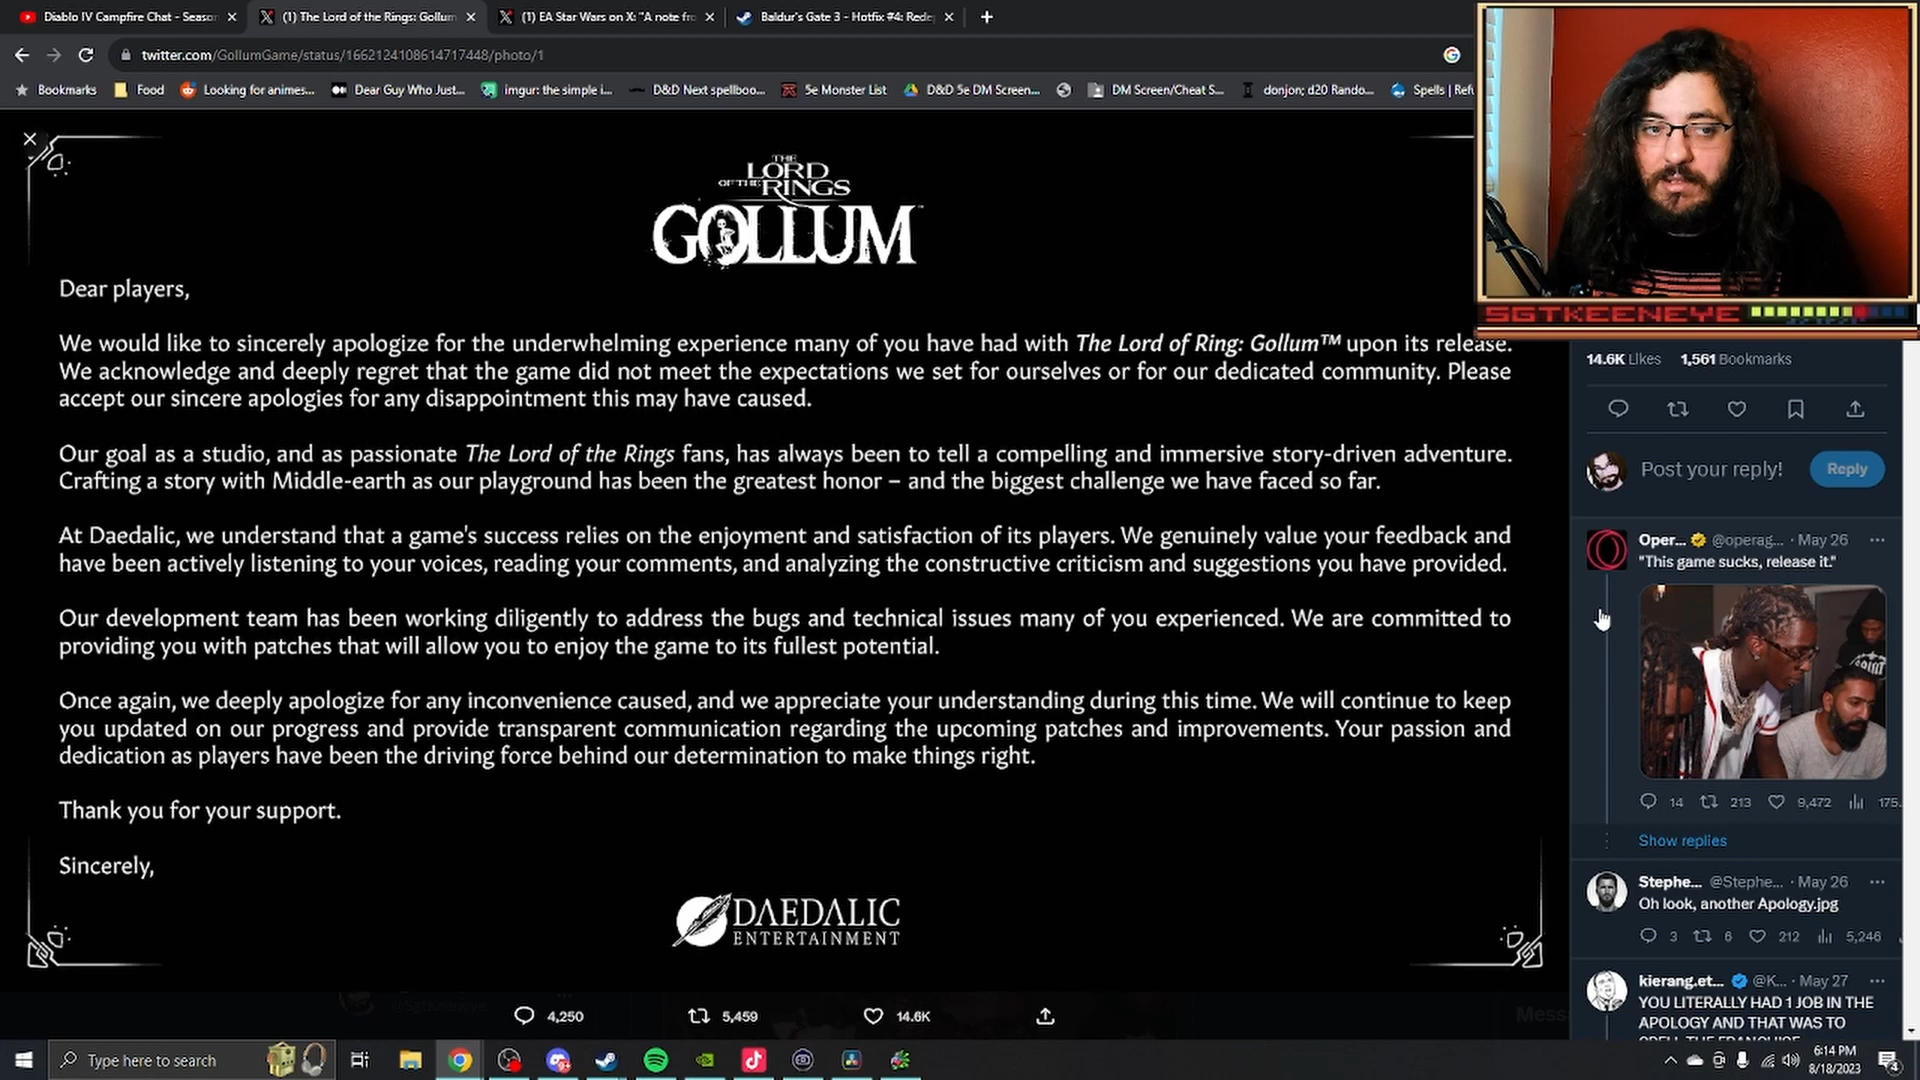 Diablo IV Campfire Chat - Season
(1) The Lord of the Rings: Gollum
(1) EA Star Wars on X: "A note fro
Baldur's Gate 3 - Hotfix #4: Rede
twitter.com/GollumGame/status/1662124108614717448/photo/1
Bookmarks
Food
Looking for animes...
Dear Guy Who Just...
imgur: the simple i...
D&D Next spellboo...
5e Monster List
D&D 5e DM Screen...
DM Screen/Cheat S...
donjon; d20 Rando...
Spells | Refu
THE
LORD
OF THE RINGS
GOLLUM
Dear players,
We would like to sincerely apologize for the underwhelming experience many of you have had with The Lord of Ring: Gollum™ upon its release.
We acknowledge and deeply regret that the game did not meet the expectations we set for ourselves or for our dedicated community. Please
accept our sincere apologies for any disappointment this may have caused.
Our goal as a studio, and as passionate The Lord of the Rings fans, has always been to tell a compelling and immersive story-driven adventure.
Crafting a story with Middle-earth as our playground has been the greatest honor – and the biggest challenge we have faced so far.
At Daedalic, we understand that a game's success relies on the enjoyment and satisfaction of its players. We genuinely value your feedback and
have been actively listening to your voices, reading your comments, and analyzing the constructive criticism and suggestions you have provided.
Our development team has been working diligently to address the bugs and technical issues many of you experienced. We are committed to
providing you with patches that will allow you to enjoy the game to its fullest potential.
Once again, we deeply apologize for any inconvenience caused, and we appreciate your understanding during this time. We will continue to keep
you updated on our progress and provide transparent communication regarding the upcoming patches and improvements. Your passion and
dedication as players have been the driving force behind our determination to make things right.
Thank you for your support.
Sincerely,
DAEDALIC
ENTERTAINMENT
4,250
5,459
14.6K
SGTKEENEYE
14.6K Likes 1,561 Bookmarks
Post your reply!
Reply
Oper... @operag... · May 26
"This game sucks, release it."
14
213
9,472
175.
Show replies
Stephe... @Stephe... · May 26
Oh look, another Apology.jpg
3
6
212
5,246
kierang.et... @K... · May 27
YOU LITERALLY HAD 1 JOB IN THE
APOLOGY AND THAT WAS TO
SPELL THE FRANCHISE
Type here to search
6:14 PM
8/18/2023
4